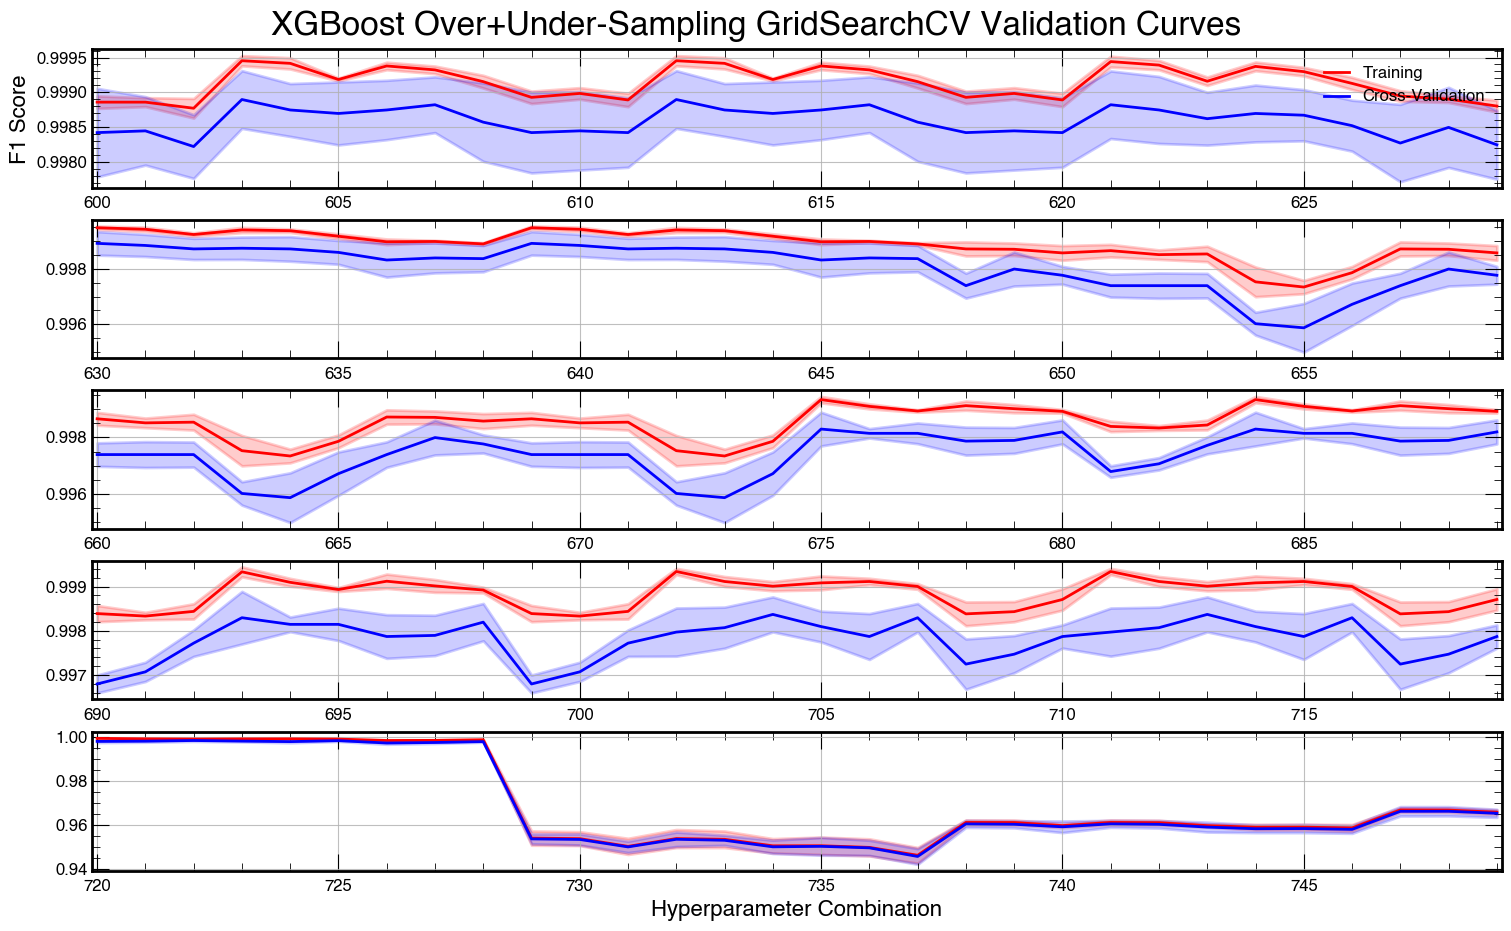 XGBoost Over+Under-Sampling GridSearchCV Validation Curves
F1 Score
0.9995
0.9990
0.9985
0.9980
Training
Cross-Validation
600 605 610 615 620 625
0.998
0.996
630 635 640 645 650 655
0.998
0.996
660 665 670 675 680 685
0.999
0.998
0.997
690 695 700 705 710 715
1.00
0.98
0.96
0.94
720 725 730 735 740 745
Hyperparameter Combination